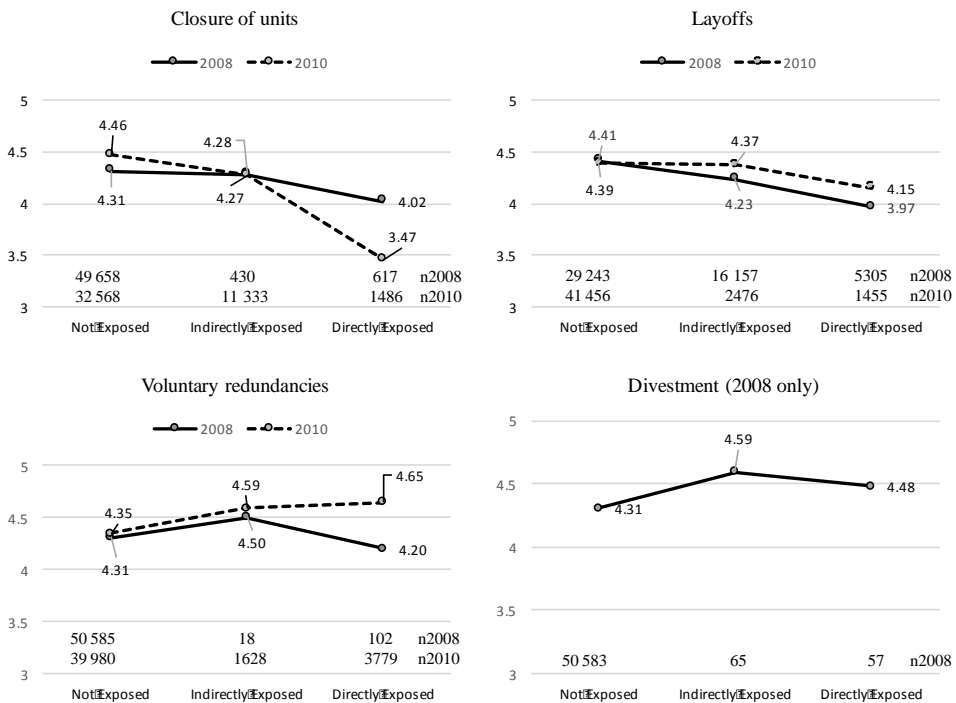 Closure of units
2008 2010
5
4.5
4
3.5
3
4.46
4.31
4.28
4.27
4.02
3.47
49 658 430 617 n2008
32 568 11 333 1486 n2010
Not Exposed Indirectly Exposed Directly Exposed
Layoffs
2008 2010
5
4.5
4
3.5
3
4.41
4.39
4.37
4.23
4.15
3.97
29 243 16 157 5305 n2008
41 456 2476 1455 n2010
Not Exposed Indirectly Exposed Directly Exposed
Voluntary redundancies
2008 2010
5
4.5
4
3.5
3
4.35
4.31
4.59
4.50
4.65
4.20
50 585 18 102 n2008
39 980 1628 3779 n2010
Not Exposed Indirectly Exposed Directly Exposed
Divestment (2008 only)
5
4.5
4
3.5
3
4.31
4.59
4.48
50 583 65 57 n2008
Not Exposed Indirectly Exposed Directly Exposed